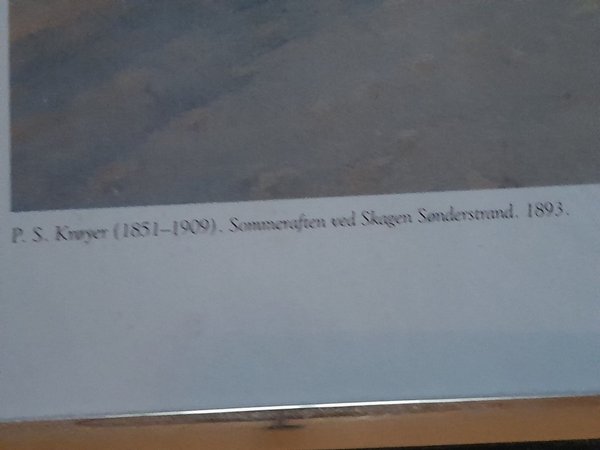 P. S. Krøyer (1851–1909). Sommeraften ved Skagen Sønderstrand. 1893.